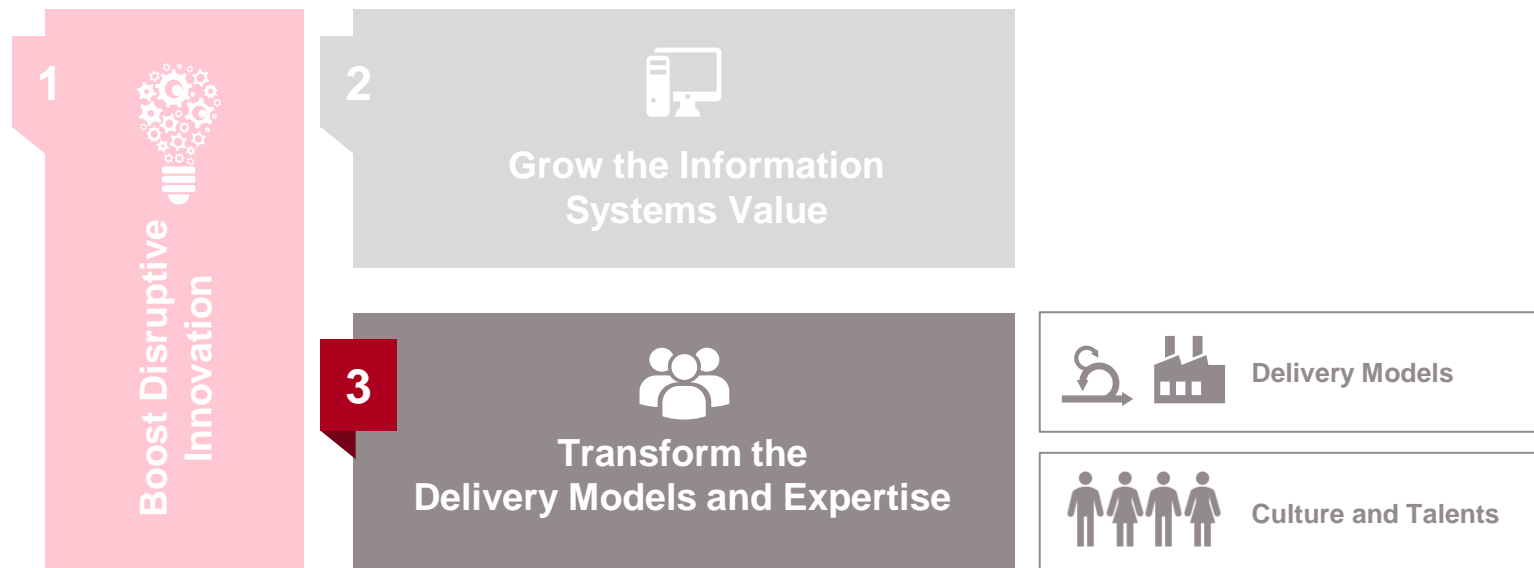 1
Boost Disruptive
Innovation
2
Grow the Information
Systems Value
3
Transform the
Delivery Models and Expertise
Delivery Models
Culture and Talents